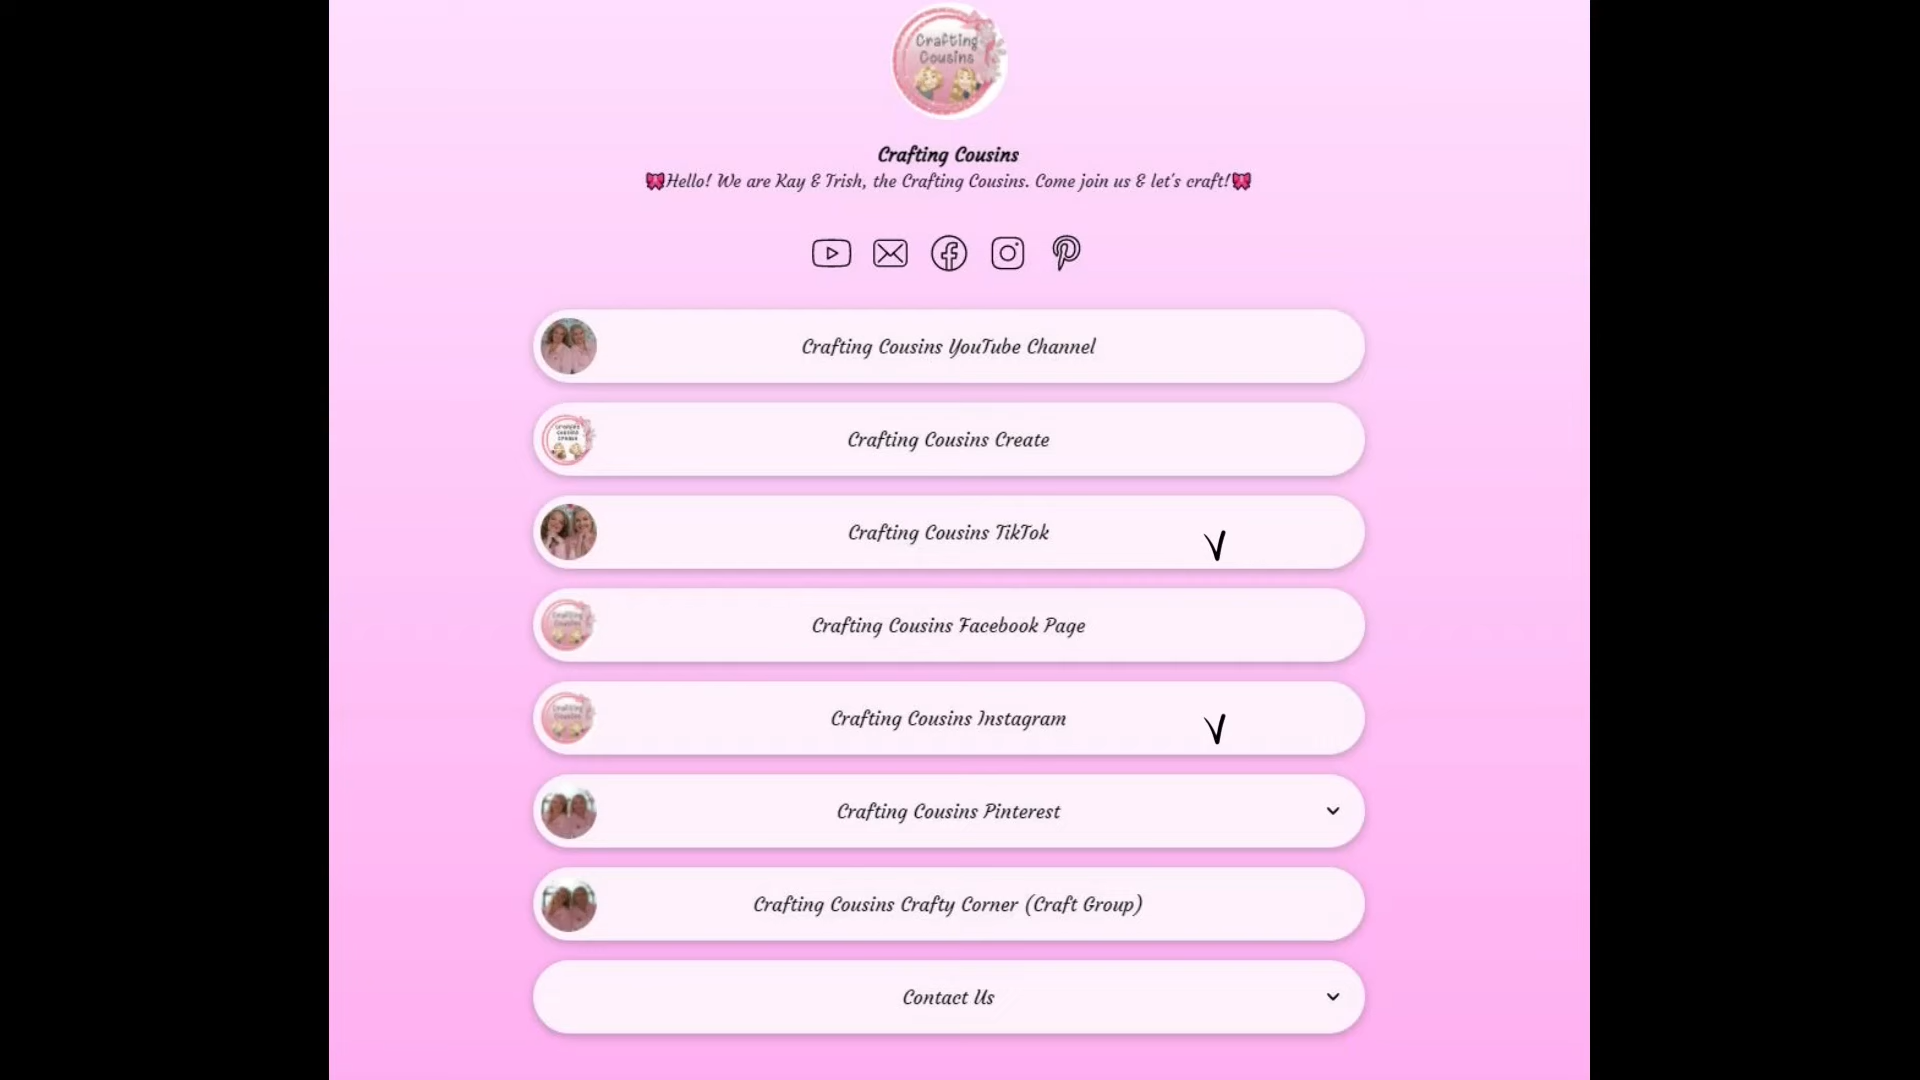 Crafting
Cousins
Crafting Cousins
Hello! We are Kay & Trish, the Crafting Cousins. Come join us & let's craft!
Crafting Cousins YouTube Channel
Crafting Cousins Create
Crafting Cousins TikTok
Crafting Cousins Facebook Page
Crafting Cousins Instagram
Crafting Cousins Pinterest
Crafting Cousins Crafty Corner (Craft Group)
Contact Us